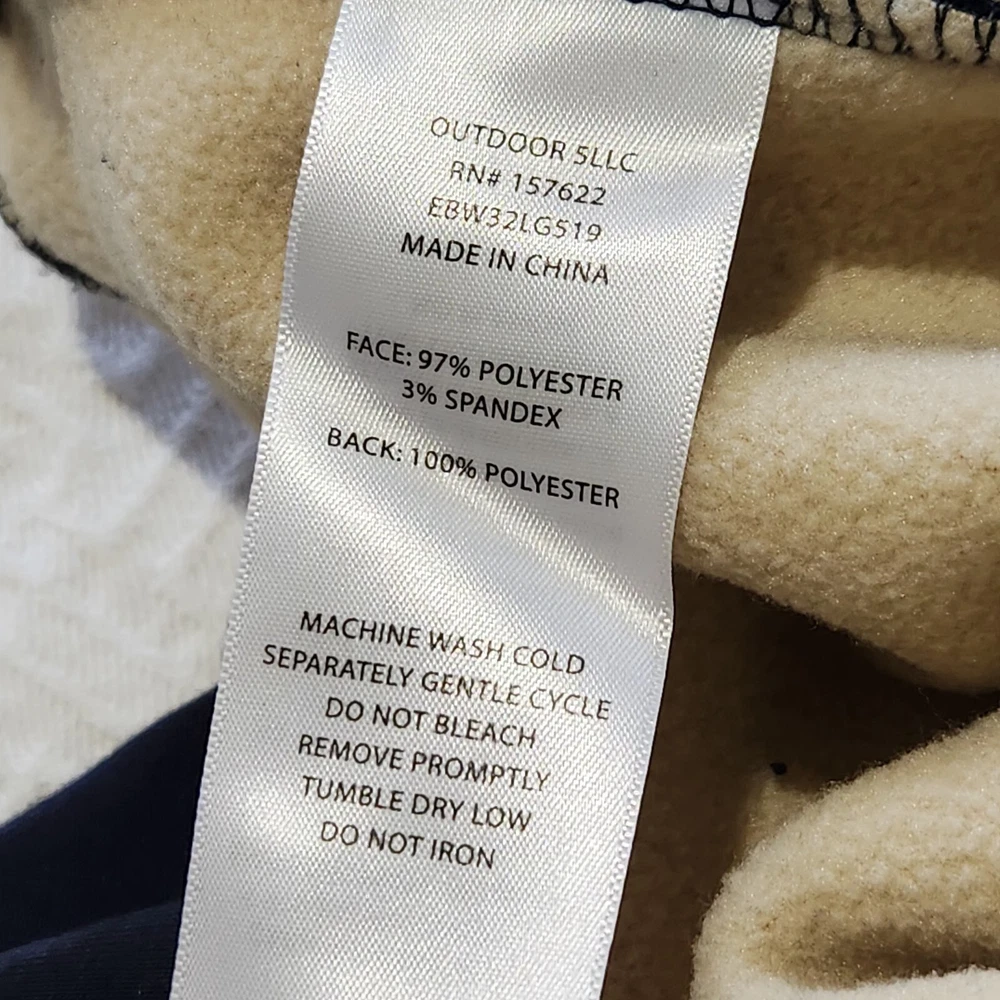 OUTDOOR 5LLC
RN# 157622
EBW32LG519
MADE IN CHINA
FACE: 97% POLYESTER
3% SPANDEX
BACK: 100% POLYESTER
MACHINE WASH COLD
SEPARATELY GENTLE CYCLE
DO NOT BLEACH
REMOVE PROMPTLY
TUMBLE DRY LOW
DO NOT IRON